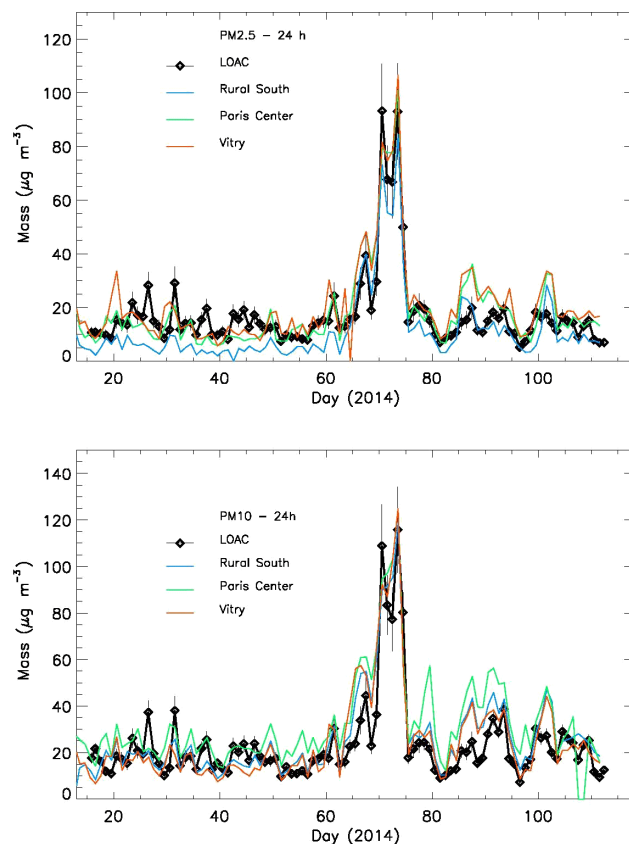 PM2.5 – 24 h
LOAC
Rural South
Paris Center
Vitry
Mass (μg m⁻³)
120
100
80
60
40
20
0
20 40 60 80 100
Day (2014)
PM10 – 24h
LOAC
Rural South
Paris Center
Vitry
Mass (μg m⁻³)
140
120
100
80
60
40
20
0
20 40 60 80 100
Day (2014)